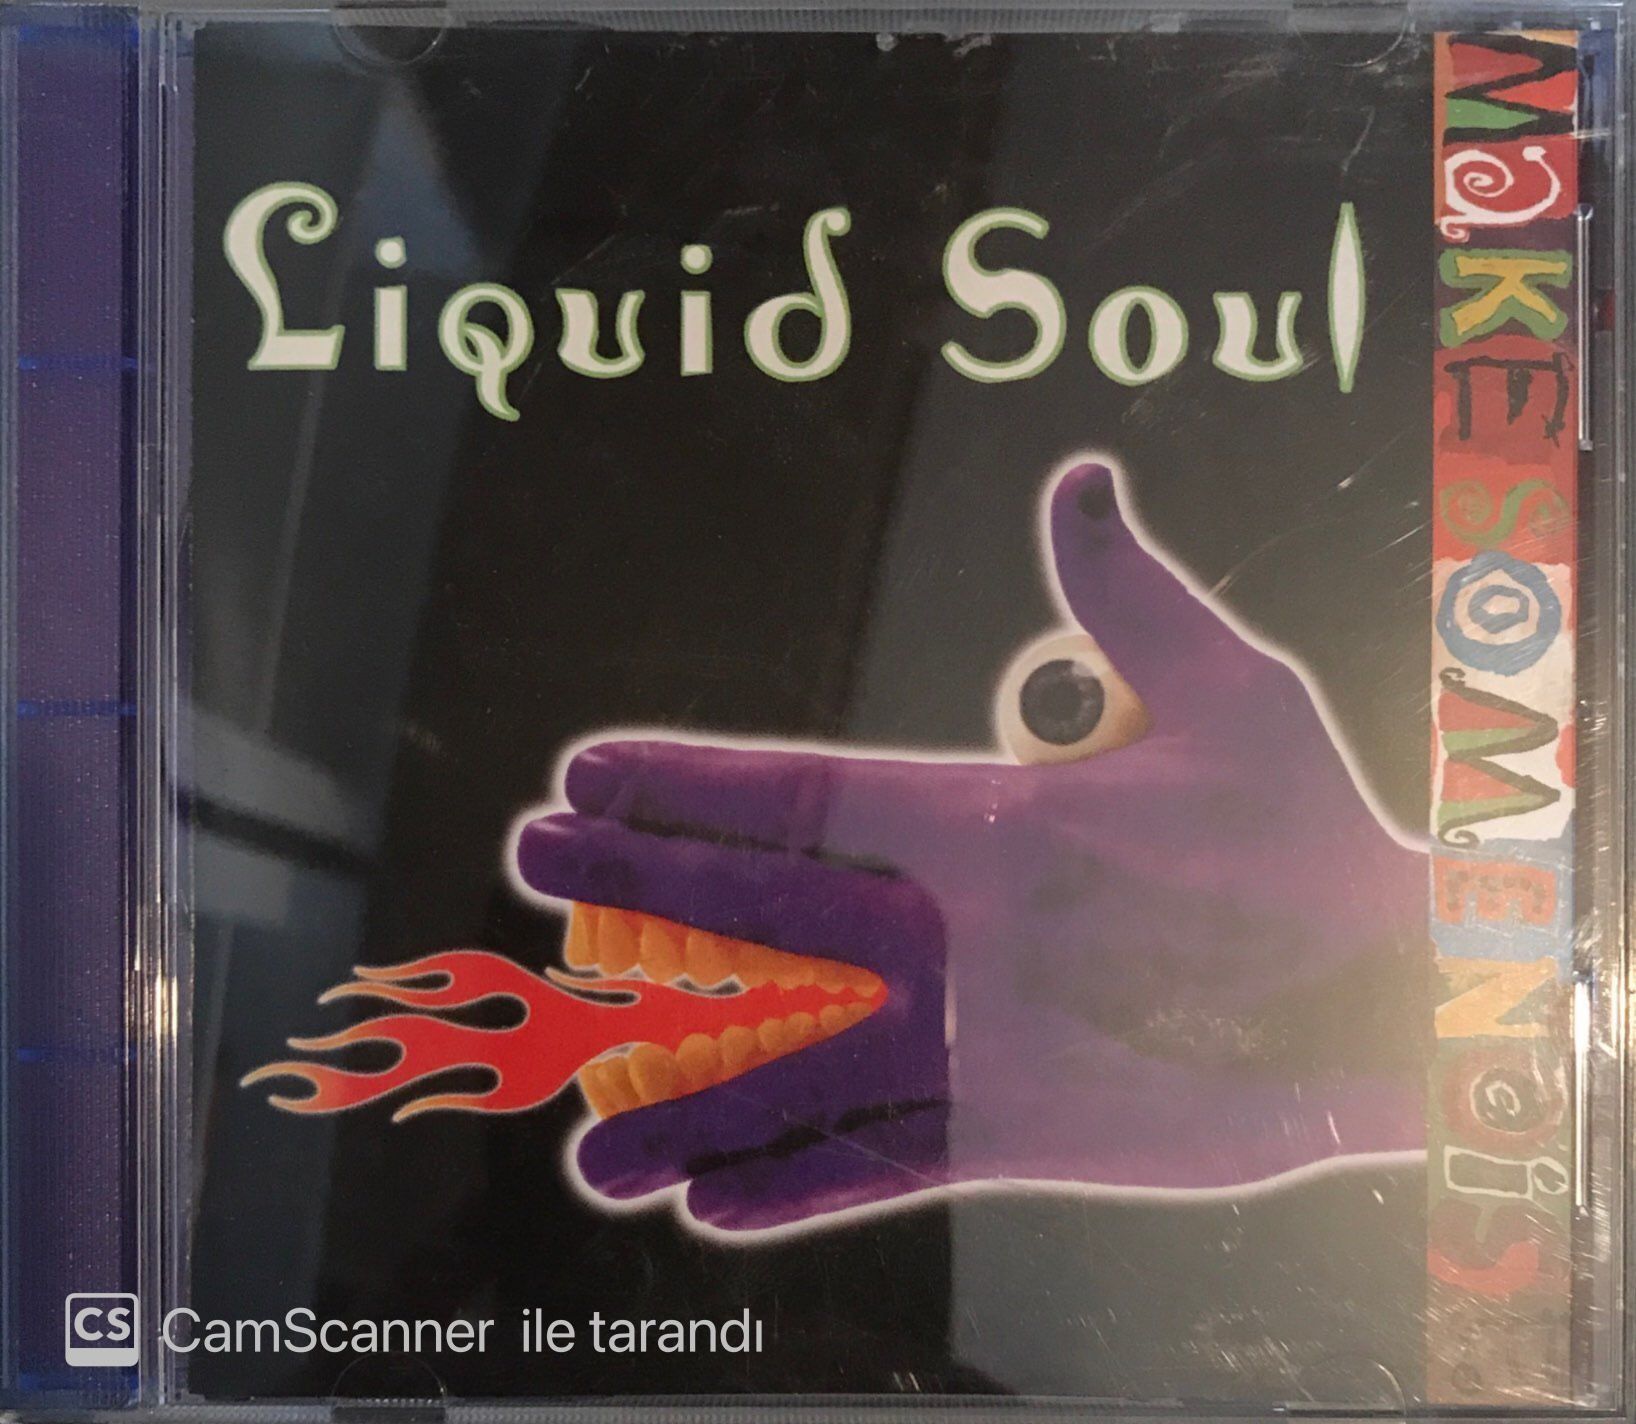 Liquid Soul
MaKE SOME NOiSE
CS CamScanner ile tarandı